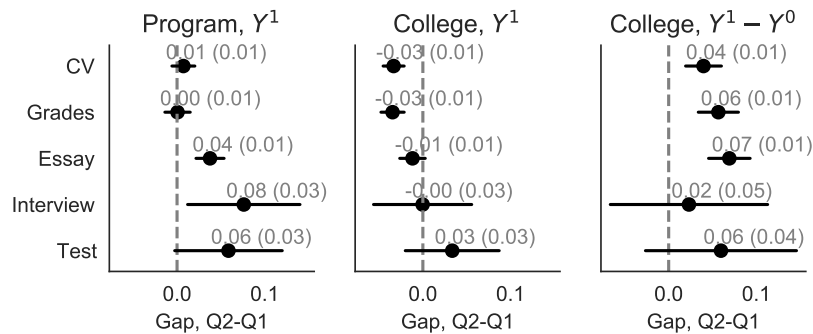 Program, Y¹
College, Y¹
College, Y¹ − Y⁰
CV
0.01 (0.01)
-0.03 (0.01)
0.04 (0.01)
Grades
0.00 (0.01)
-0.03 (0.01)
0.06 (0.01)
Essay
0.04 (0.01)
-0.01 (0.01)
0.07 (0.01)
Interview
0.08 (0.03)
-0.00 (0.03)
0.02 (0.05)
Test
0.06 (0.03)
0.03 (0.03)
0.06 (0.04)
0.0 0.1
0.0 0.1
0.0 0.1
Gap, Q2-Q1
Gap, Q2-Q1
Gap, Q2-Q1